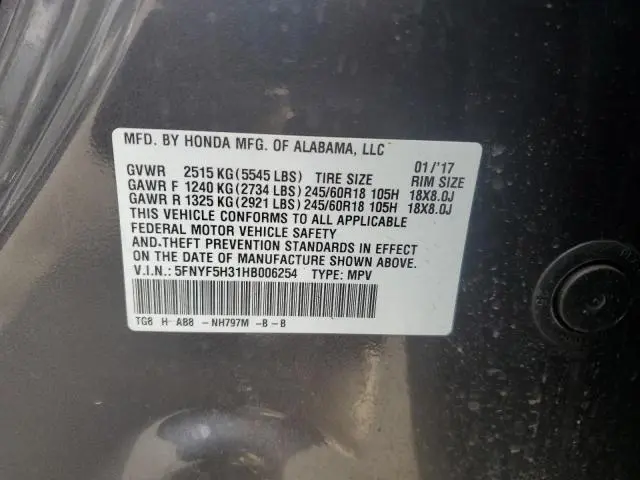 MFD. BY HONDA MFG. OF ALABAMA, LLC 01/'17
GVWR 2515 KG (5545 LBS) TIRE SIZE RIM SIZE
GAWR F 1240 KG (2734 LBS) 245/60R18 105H 18X8.0J
GAWR R 1325 KG (2921 LBS) 245/60R18 105H 18X8.0J
THIS VEHICLE CONFORMS TO ALL APPLICABLE
FEDERAL MOTOR VEHICLE SAFETY
AND-THEFT PREVENTION STANDARDS IN EFFECT
ON THE DATE OF MANUFACTURE SHOWN ABOVE.
V.I.N.: 5FNYF5H31HB006254 TYPE: MPV
TG8 H AB8 -NH797M -B-B